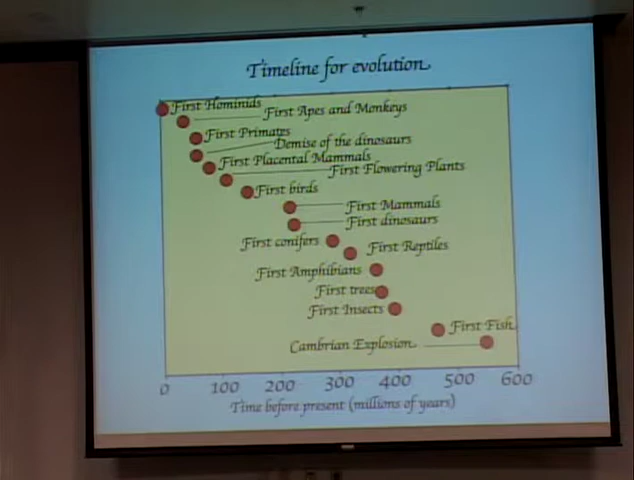 Timeline for evolution
First Hominids
First Apes and Monkeys
First Primates
Demise of the dinosaurs
First Placental Mammals
First Flowering Plants
First birds
First Mammals
First dinosaurs
First conifers
First Reptiles
First Amphibians
First trees
First Insects
First Fish
Cambrian Explosion
0 100 200 300 400 500 600
Time before present (millions of years)